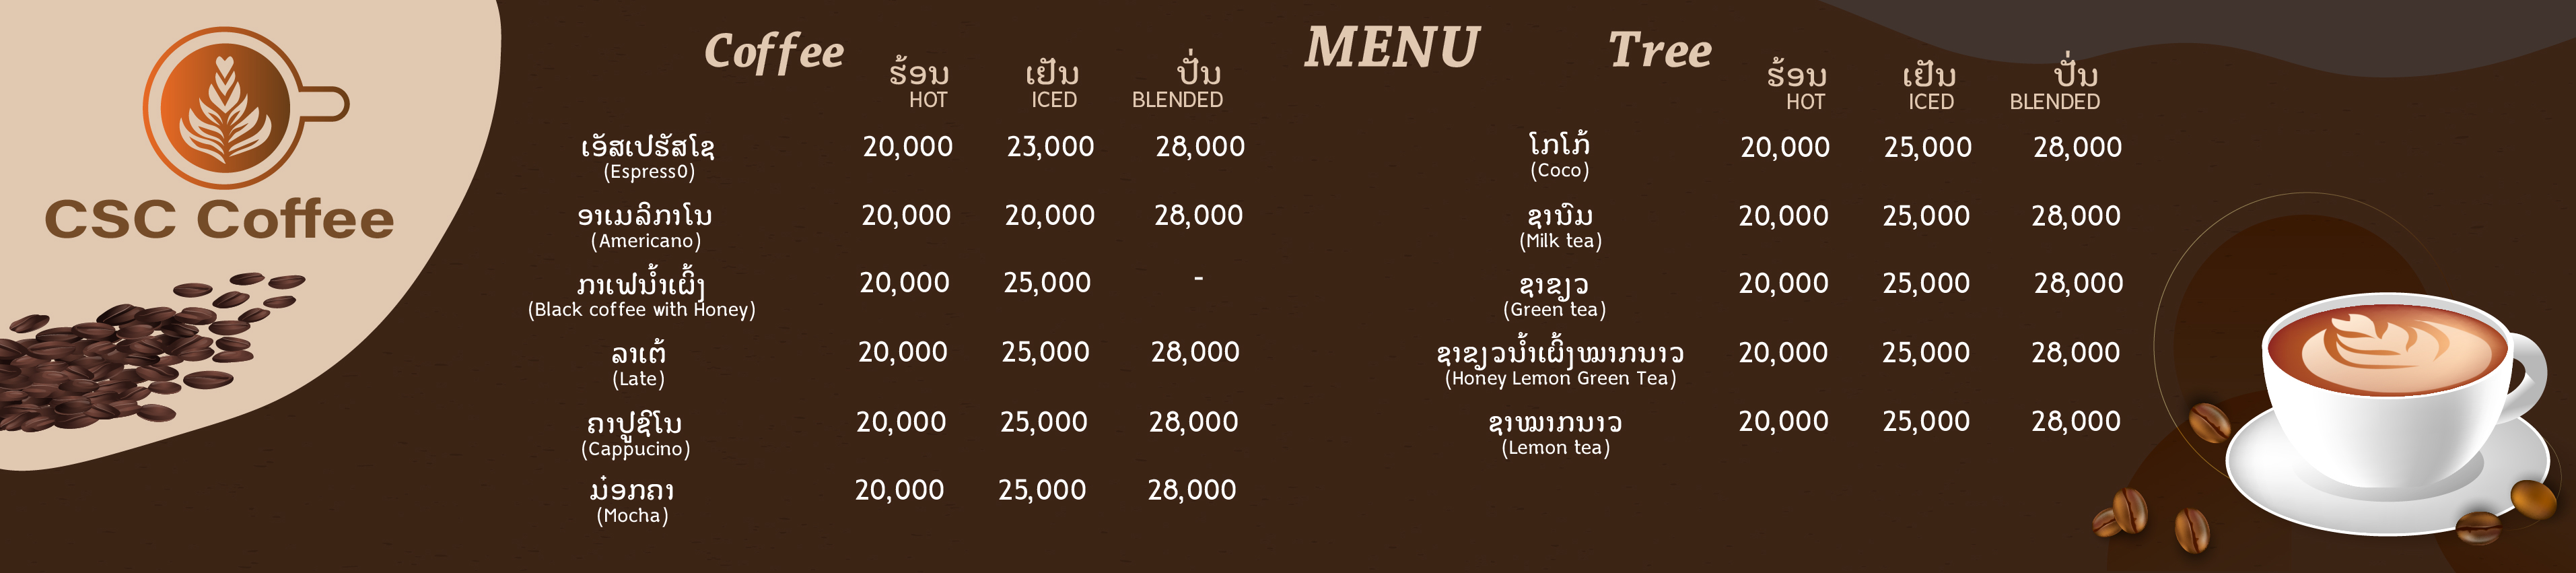 CSC Coffee
Coffee
ຮ້ອນ ເຢັນ ປັ່ນ
HOT ICED BLENDED
ເອັສເປຣັສໂຊ 20,000 23,000 28,000
(Espress0)
ອາເມລິກາໂນ 20,000 20,000 28,000
(Americano)
ກາເຟນ້ຳເຜິ້ງ 20,000 25,000 -
(Black coffee with Honey)
ລາເຕ້ 20,000 25,000 28,000
(Late)
ຄາປູຊິໂນ 20,000 25,000 28,000
(Cappucino)
ມ໋ອກຄາ 20,000 25,000 28,000
(Mocha)
MENU
Tree
ຮ້ອນ ເຢັນ ປັ່ນ
HOT ICED BLENDED
ໂກໂກ້ 20,000 25,000 28,000
(Coco)
ຊານົມ 20,000 25,000 28,000
(Milk tea)
ຊາຂຽວ 20,000 25,000 28,000
(Green tea)
ຊາຂຽວນ້ຳເຜິ້ງໝາກນາວ 20,000 25,000 28,000
(Honey Lemon Green Tea)
ຊາໝາກນາວ 20,000 25,000 28,000
(Lemon tea)